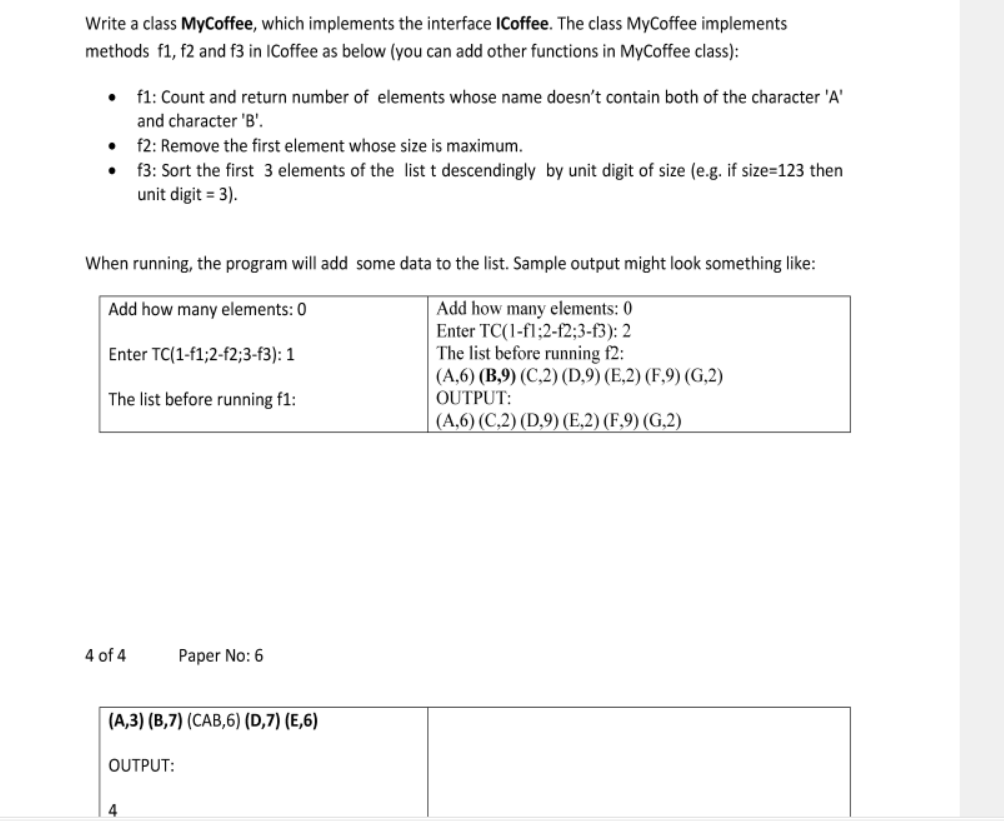 Write a class MyCoffee, which implements the interface ICoffee. The class MyCoffee implements
methods f1, f2 and f3 in ICoffee as below (you can add other functions in MyCoffee class):
• f1: Count and return number of elements whose name doesn't contain both of the character 'A'
and character 'B'.
• f2: Remove the first element whose size is maximum.
• f3: Sort the first 3 elements of the list t descendingly by unit digit of size (e.g. if size=123 then
unit digit = 3).
When running, the program will add some data to the list. Sample output might look something like:
Add how many elements: 0
Enter TC(1-f1;2-f2;3-f3): 1
The list before running f1:
Add how many elements: 0
Enter TC(1-f1;2-f2;3-f3): 2
The list before running f2:
(A,6) (B,9) (C,2) (D,9) (E,2) (F,9) (G,2)
OUTPUT:
(A,6) (C,2) (D,9) (E,2) (F,9) (G,2)
4 of 4 Paper No: 6
(A,3) (B,7) (CAB,6) (D,7) (E,6)
OUTPUT:
4